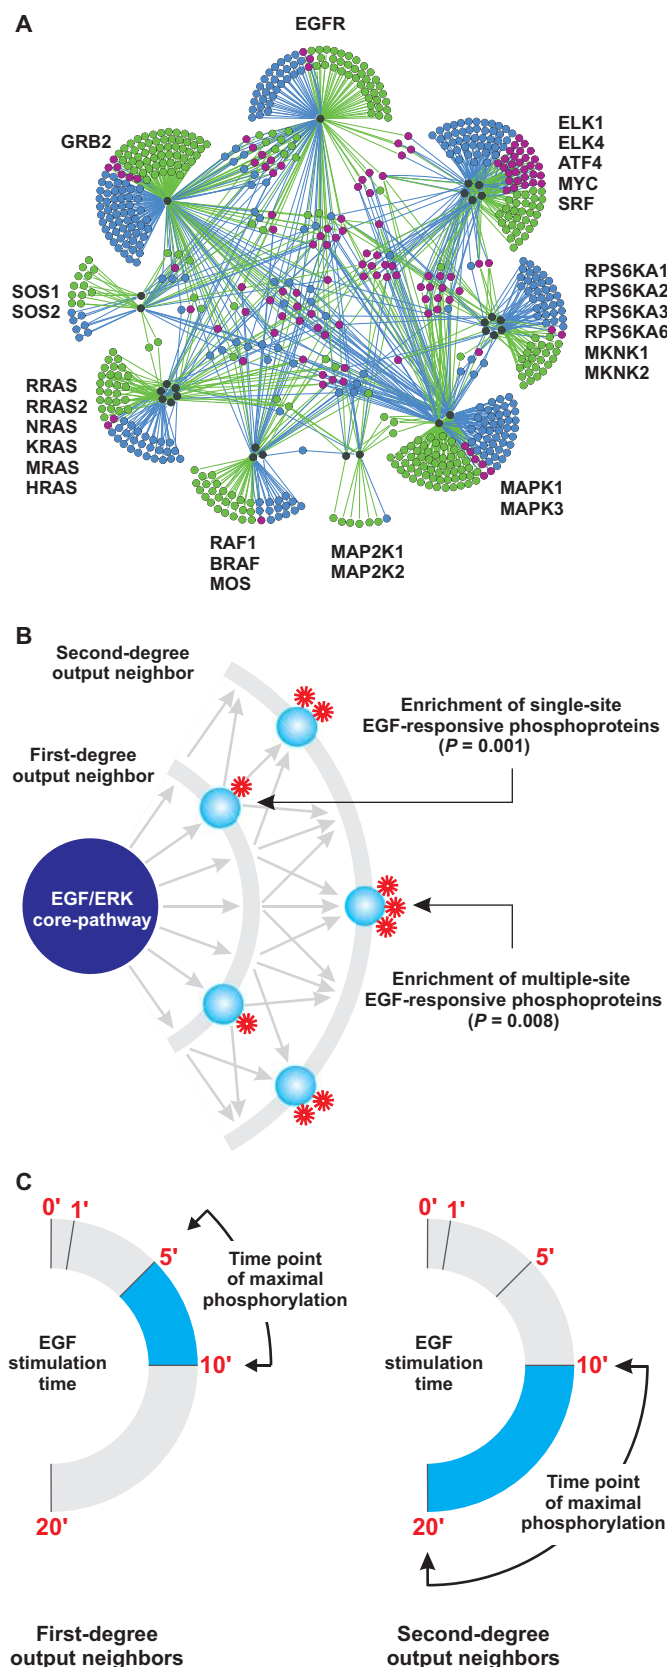 A
EGFR
GRB2
ELK1
ELK4
ATF4
MYC
SRF
SOS1
SOS2
RPS6KA1
RPS6KA2
RPS6KA3
RPS6KA6
MKNK1
MKNK2
RRAS
RRAS2
NRAS
KRAS
MRAS
HRAS
MAPK1
MAPK3
RAF1
BRAF
MOS
MAP2K1
MAP2K2
B
Second-degree
output neighbor
First-degree
output neighbor
Enrichment of single-site
EGF-responsive phosphoproteins
(P = 0.001)
EGF/ERK
core-pathway
Enrichment of multiple-site
EGF-responsive phosphoproteins
(P = 0.008)
C
0'
1'
5'
10'
20'
Time point
of maximal
phosphorylation
EGF
stimulation
time
First-degree
output neighbors
0'
1'
5'
10'
20'
EGF
stimulation
time
Time point
of maximal
phosphorylation
Second-degree
output neighbors